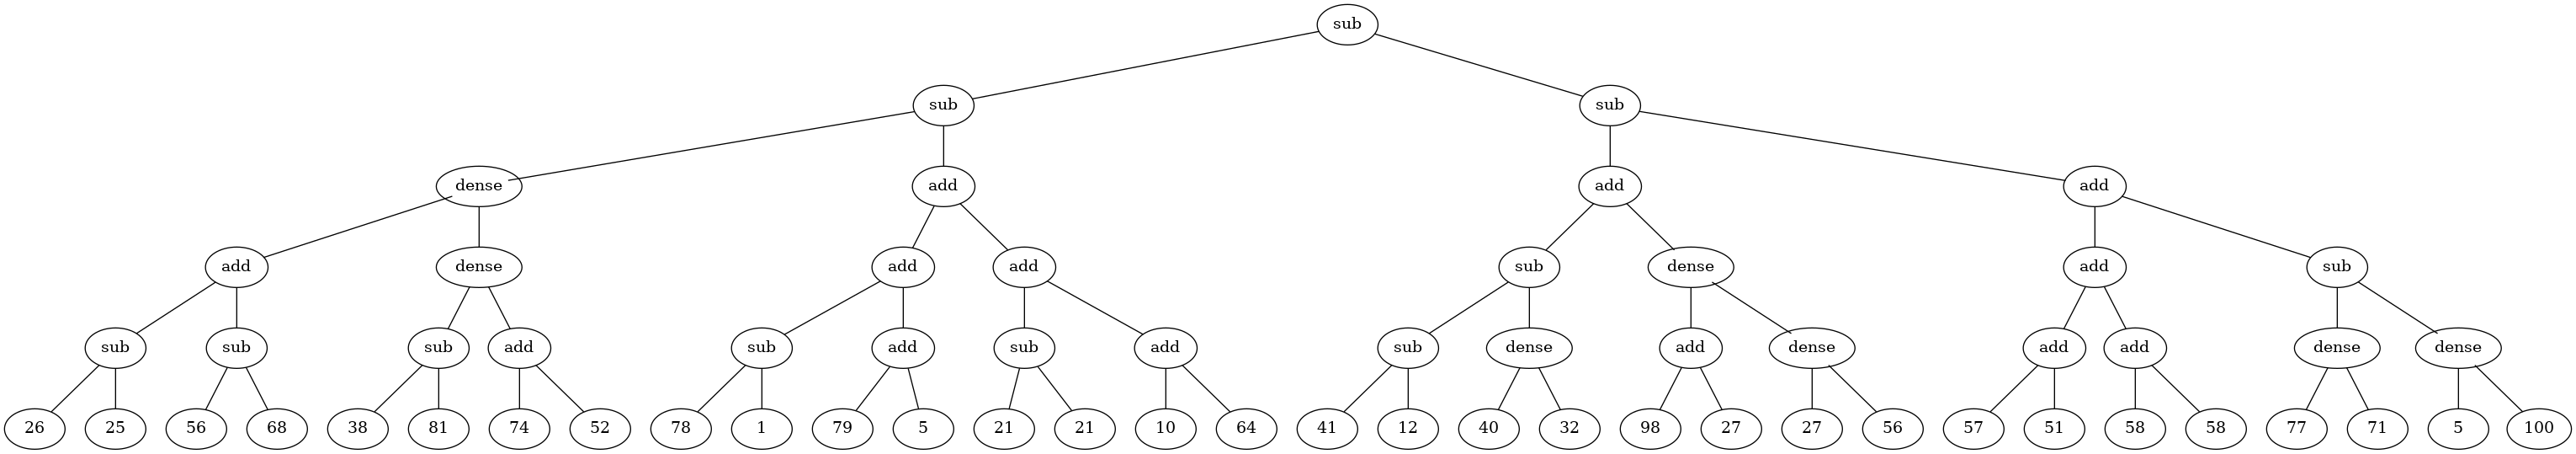 sub
sub sub
dense add add add
add dense add add sub dense add sub
sub sub sub add sub add sub add sub dense add dense add add dense dense
26 25 56 68 38 81 74 52 78 1 79 5 21 21 10 64 41 12 40 32 98 27 27 56 57 51 58 58 77 71 5 100